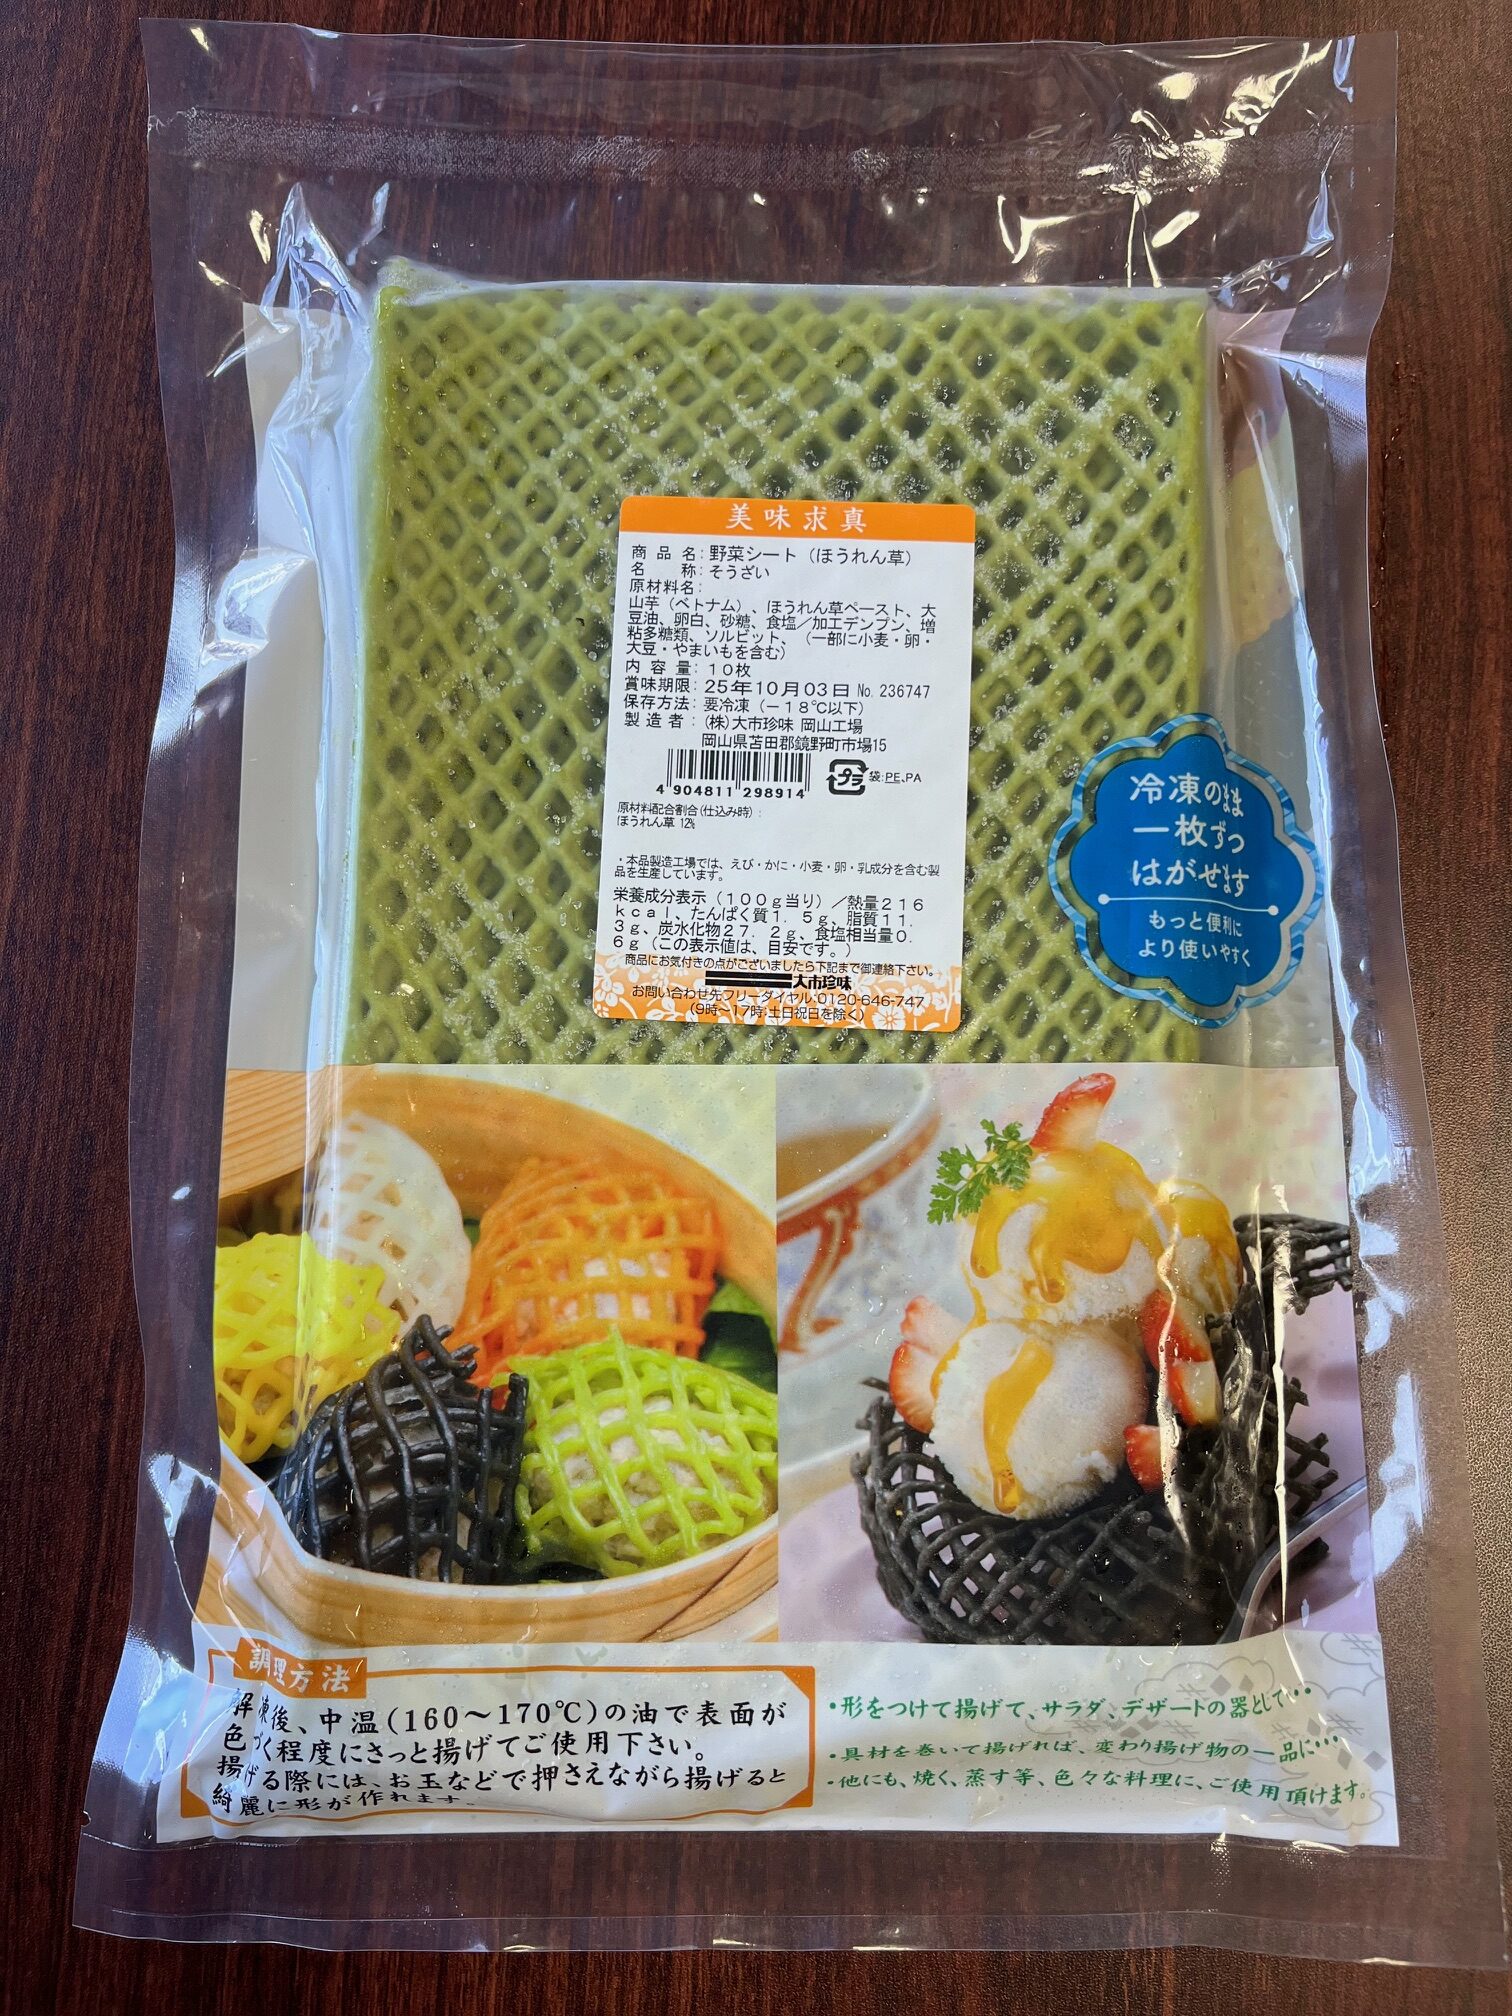 美味求真
商品名：野菜シート（ほうれん草）
名　　称：そうざい
原材料名：
山芋（ベトナム）、ほうれん草ペースト、大
豆油、卵白、砂糖、食塩／加工デンプン、増
粘多糖類、ソルビット、（一部に小麦・卵・
大豆・やまいもを含む）
内容量：１０枚
賞味期限：25年10月03日 No. 236747
保存方法：要冷凍（－１８℃以下）
製造者：（株）大市珍味 岡山工場
岡山県苫田郡鏡野町市場15
4 904811 298914
プラ 袋:PE､PA
原材料配合割合(仕込み時)：
ほうれん草 12%
・本品製造工場では、えび・かに・小麦・卵・乳成分を含む製
品を生産しています。
栄養成分表示（１００ｇ当り）／熱量２１６
ｋｃａｌ、たんぱく質１．５ｇ、脂質１１．
３ｇ、炭水化物２７．２ｇ、食塩相当量０．
６ｇ（この表示値は、目安です。）
商品にお気付きの点がございましたら下記まで御連絡下さい。
大市珍味
お問い合わせ先フリーダイヤル:0120-646-747
(9時〜17時:土日祝日を除く)
冷凍のまま
一枚ずつ
はがせます
もっと便利に
より使いやすく
調理方法
解凍後、中温(160〜170℃)の油で表面が
色づく程度にさっと揚げてご使用下さい。
揚げる際には、お玉などで押さえながら揚げると
綺麗に形が作れます。
・形をつけて揚げて、サラダ、デザートの器として･･･
・具材を巻いて揚げれば、変わり揚げ物の一品に･･･
・他にも、焼く、蒸す等、色々な料理に、ご使用頂けます。